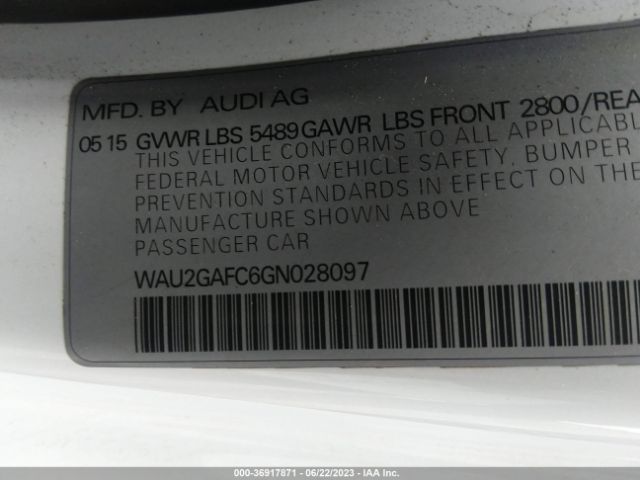 MFD. BY AUDI AG
05 15 GVWR LBS 5489 GAWR LBS FRONT 2800/REA
THIS VEHICLE CONFORMS TO ALL APPLICABLE
FEDERAL MOTOR VEHICLE SAFETY, BUMPER
PREVENTION STANDARDS IN EFFECT ON THE
MANUFACTURE SHOWN ABOVE
PASSENGER CAR
WAU2GAFC6GN028097
000-36917871 - 06/22/2023 - IAA Inc.